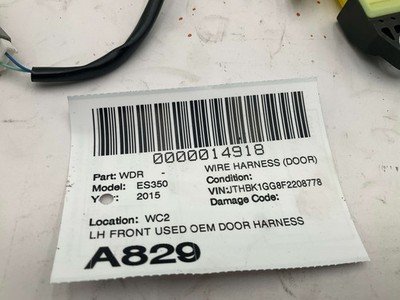 0000014918
Part: WDR - WIRE HARNESS (DOOR)
Model: ES350 Condition:
2015 VIN:JTHBK1GG8F2208778
Damage Code:
Location: WC2
LH FRONT USED OEM DOOR HARNESS
A829